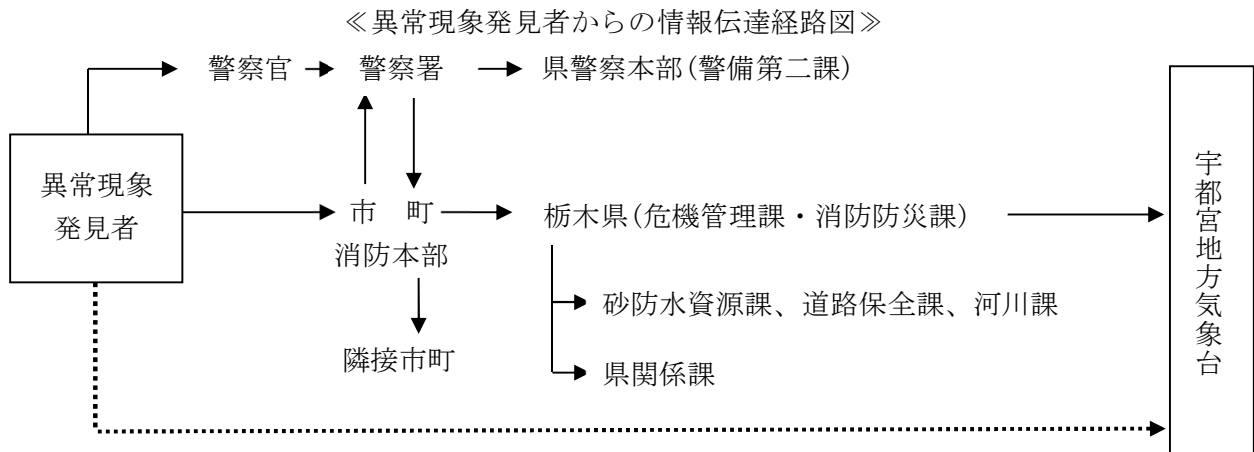 ≪異常現象発見者からの情報伝達経路図≫
警察官
警察署
県警察本部(警備第二課)
異常現象
発見者
市　町
消防本部
栃木県(危機管理課・消防防災課)
砂防水資源課、道路保全課、河川課
隣接市町
県関係課
宇都宮地方気象台